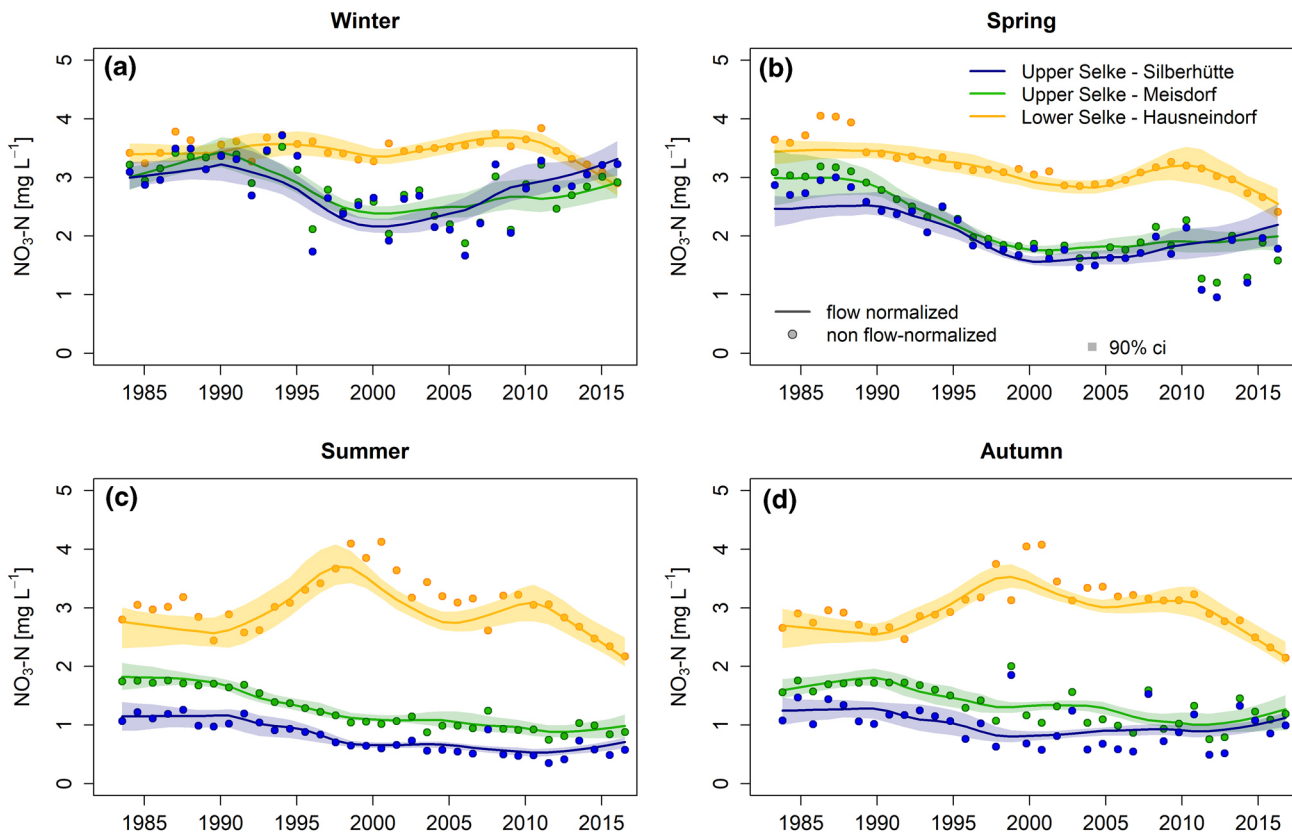 Winter
(a)
NO₃-N [mg L⁻¹]
5
4
3
2
1
0
1985 1990 1995 2000 2005 2010 2015
Spring
(b)
Upper Selke - Silberhütte
Upper Selke - Meisdorf
Lower Selke - Hausneindorf
flow normalized
non flow-normalized
90% ci
NO₃-N [mg L⁻¹]
5
4
3
2
1
0
1985 1990 1995 2000 2005 2010 2015
Summer
(c)
NO₃-N [mg L⁻¹]
5
4
3
2
1
0
1985 1990 1995 2000 2005 2010 2015
Autumn
(d)
NO₃-N [mg L⁻¹]
5
4
3
2
1
0
1985 1990 1995 2000 2005 2010 2015